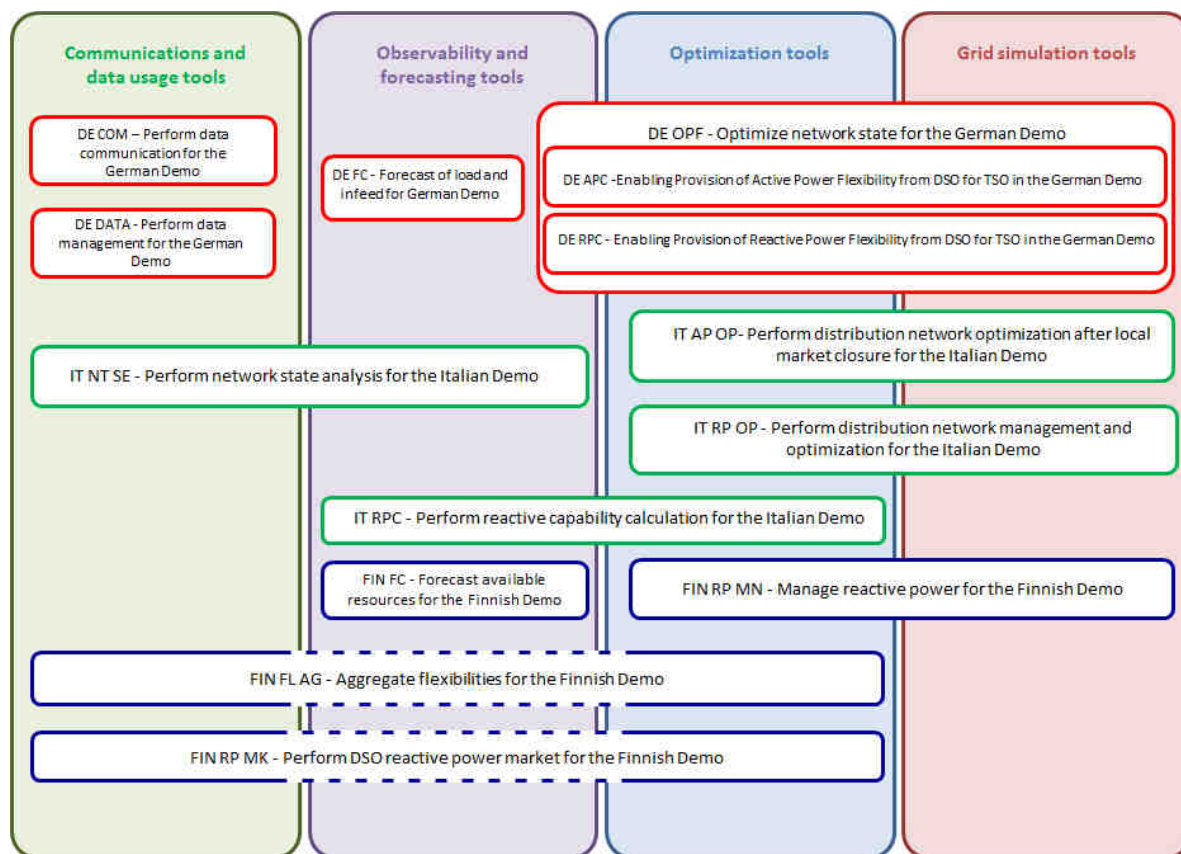 Communications and
data usage tools
Observability and
forecasting tools
Optimization tools
Grid simulation tools
DE COM – Perform data
communication for the
German Demo
DE DATA - Perform data
management for the German
Demo
DE FC - Forecast of load and
infeed for German Demo
DE OPF - Optimize network state for the German Demo
DE APC -Enabling Provision of Active Power Flexibility from DSO for TSO in the German Demo
DE RPC - Enabling Provision of Reactive Power Flexibility from DSO for TSO in the German Demo
IT AP OP- Perform distribution network optimization after local
market closure for the Italian Demo
IT NT SE - Perform network state analysis for the Italian Demo
IT RP OP - Perform distribution network management and
optimization for the Italian Demo
IT RPC - Perform reactive capability calculation for the Italian Demo
FIN FC - Forecast available
resources for the Finnish Demo
FIN RP MN - Manage reactive power for the Finnish Demo
FIN FL AG - Aggregate flexibilities for the Finnish Demo
FIN RP MK - Perform DSO reactive power market for the Finnish Demo